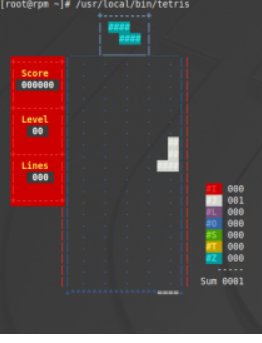 [root@rpm ~]# /usr/local/bin/tetris
####
####
Score
000000
Level
00
Lines
000
#I 000
#J 001
#L 000
#O 000
#S 000
#T 000
#Z 000
-----
Sum 0001
====